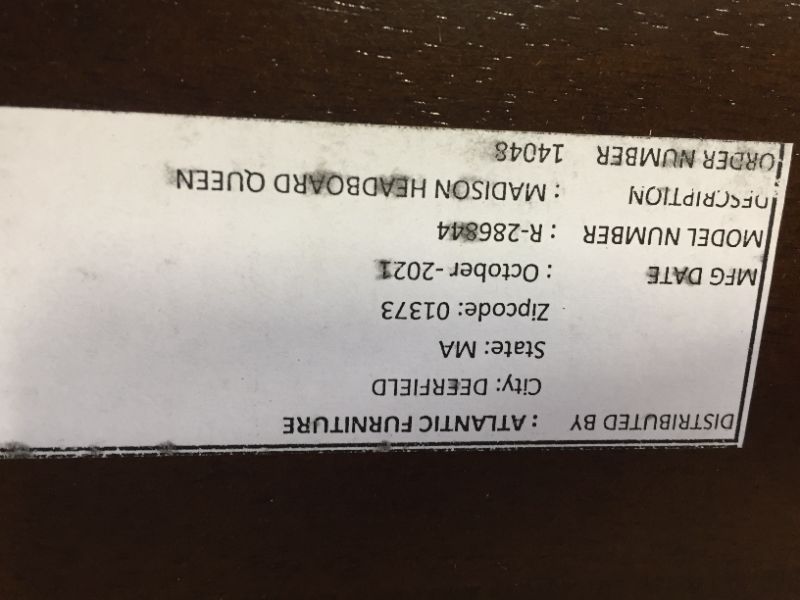 DISTRIBUTED BY : ATLANTIC FURNITURE
City: DEERFIELD
State: MA
Zipcode: 01373
MFG DATE : October -2021
MODEL NUMBER : R-286844
DESCRIPTION : MADISON HEADBOARD QUEEN
ORDER NUMBER 14048